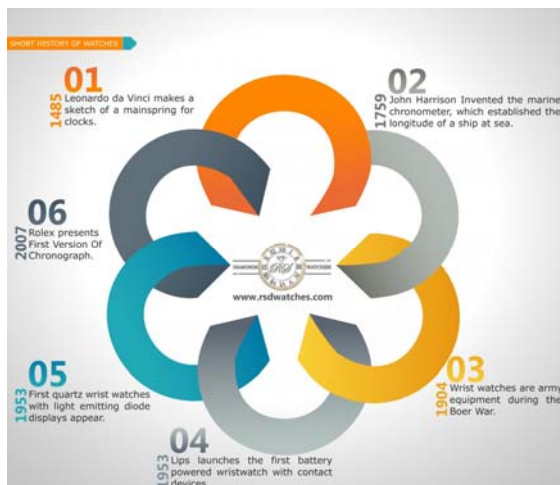 SHORT HISTORY OF WATCHES
01
1485
Leonardo da Vinci makes a
sketch of a mainspring for
clocks.
02
1759
John Harrison Invented the marine
chronometer, which established the
longitude of a ship at sea.
03
1904
Wrist watches are army
equipment during the
Boer War.
04
1953
Lips launches the first battery
powered wristwatch with contact
devices
05
1953
First quartz wrist watches
with light emitting diode
displays appear.
06
2007
Rolex presents
First Version Of
Chronograph.
WATCHES
www.rsdwatches.com